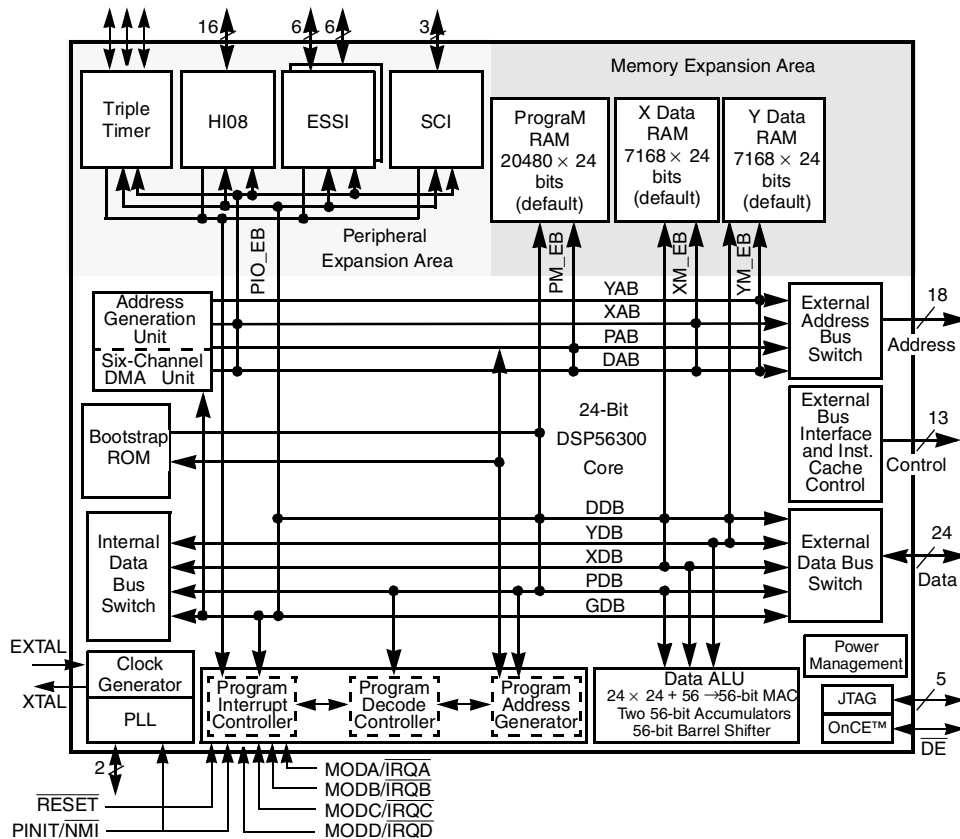 16
6
6
3
Memory Expansion Area
Triple
Timer
HI08
ESSI
SCI
PrograM
RAM
20480 × 24
bits
(default)
X Data
RAM
7168 × 24
bits
(default)
Y Data
RAM
7168 × 24
bits
(default)
Peripheral
Expansion Area
PIO_EB
PM_EB
XM_EB
YM_EB
Address
Generation
Unit
Six-Channel
DMA Unit
YAB
XAB
PAB
DAB
External
Address
Bus
Switch
18
Address
Bootstrap
ROM
24-Bit
DSP56300
Core
External
Bus
Interface
and Inst.
Cache
Control
13
Control
Internal
Data
Bus
Switch
DDB
YDB
XDB
PDB
GDB
External
Data Bus
Switch
24
Data
EXTAL
XTAL
Clock
Generator
PLL
Program
Interrupt
Controller
Program
Decode
Controller
Program
Address
Generator
Data ALU
24 × 24 + 56 → 56-bit MAC
Two 56-bit Accumulators
56-bit Barrel Shifter
Power
Management
JTAG
OnCE™
5
DE
2
RESET
PINIT/NMI
MODA/IRQA
MODB/IRQB
MODC/IRQC
MODD/IRQD